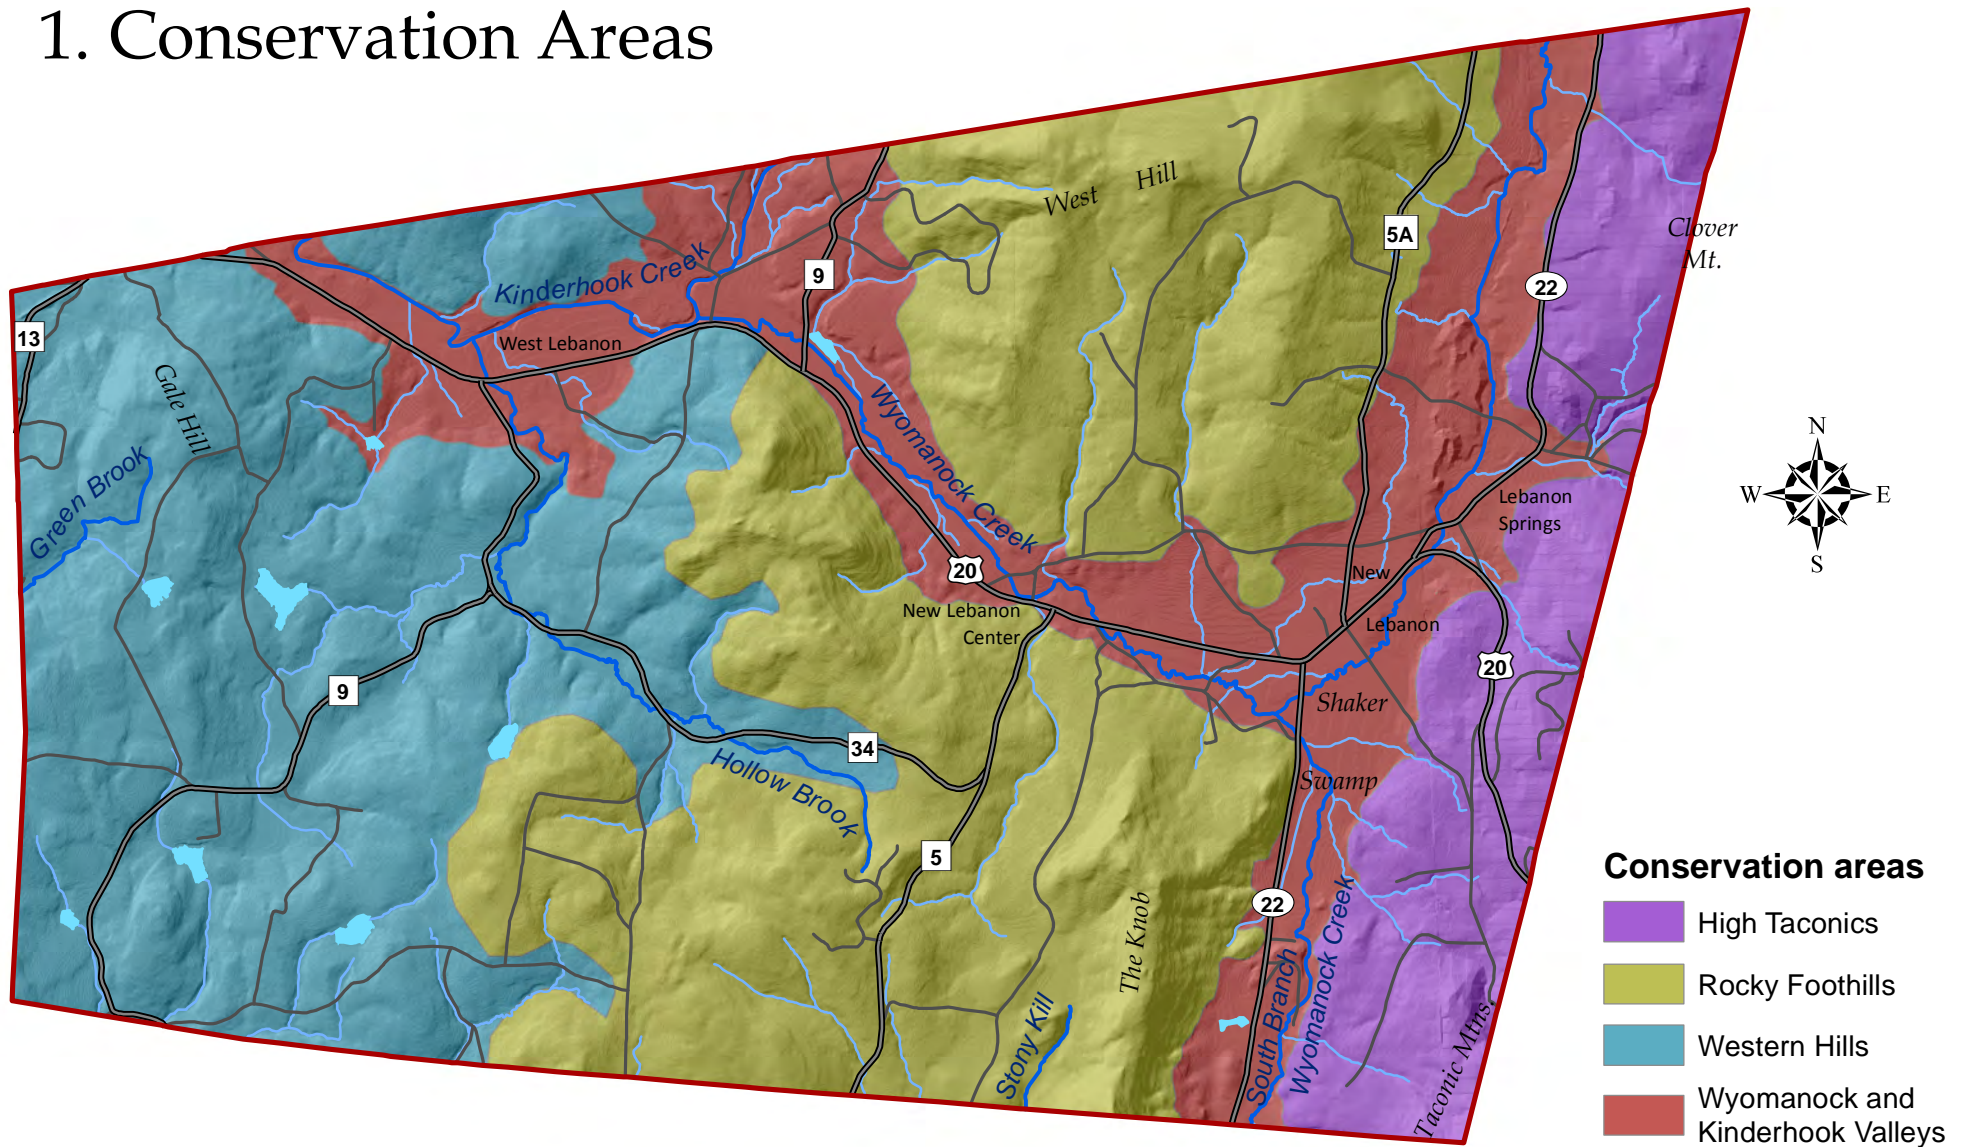 1. Conservation Areas
West Hill
5A
Clover
Mt.
Kinderhook Creek
9
22
13
West Lebanon
Gale Hill
Wyomanock Creek
N
W E
S
Green Brook
Lebanon
Springs
20
New
New Lebanon
Center
Lebanon
20
9
Shaker
34
Swamp
Hollow Brook
5
22
The Knob
South Branch
Wyomanock Creek
Stony Kill
Taconic Mtns.
Conservation areas
High Taconics
Rocky Foothills
Western Hills
Wyomanock and
Kinderhook Valleys